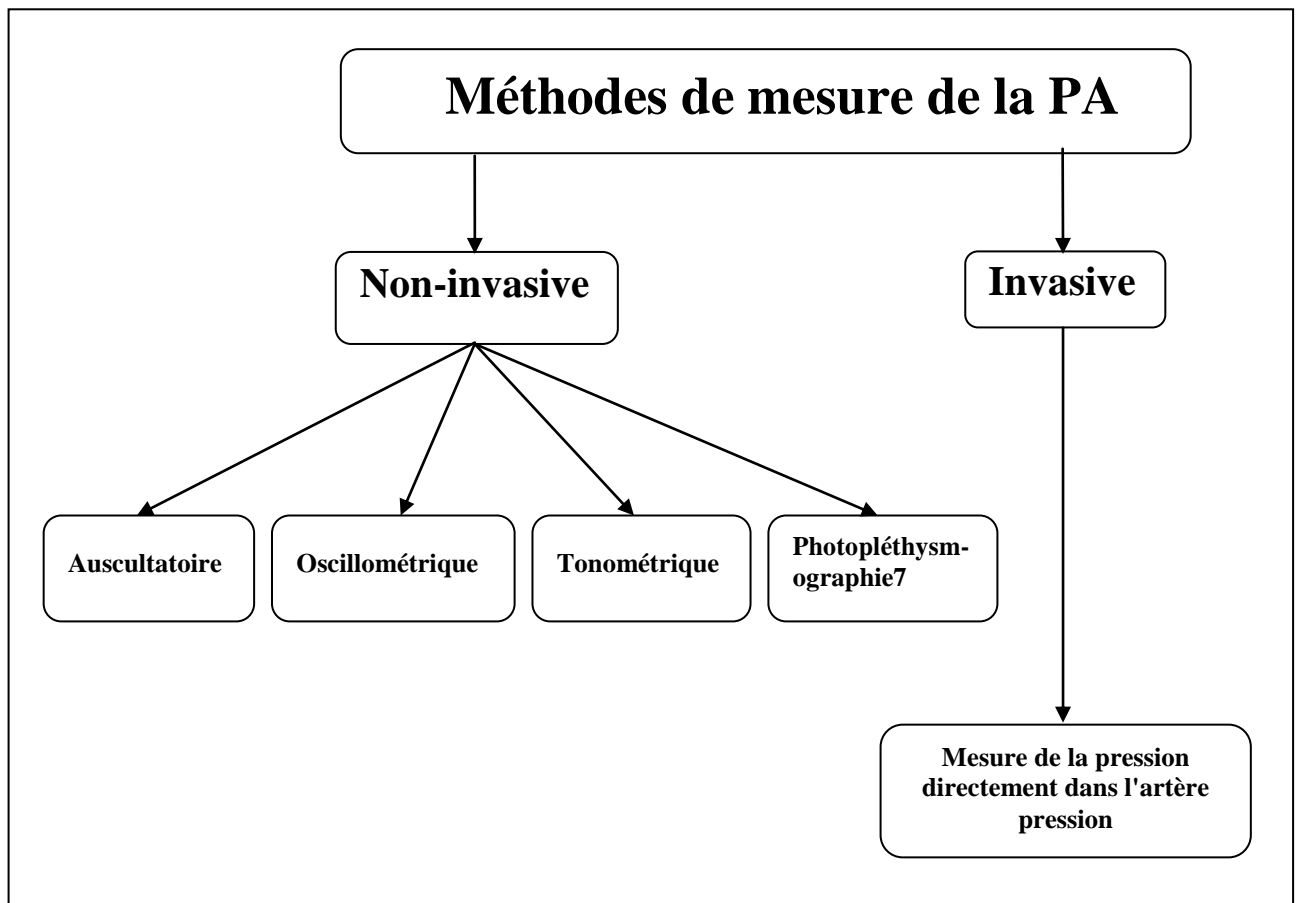 Méthodes de mesure de la PA
Non-invasive
Invasive
Auscultatoire
Oscillométrique
Tonométrique
Photopléthysm-
ographie7
Mesure de la pression
directement dans l'artère
pression